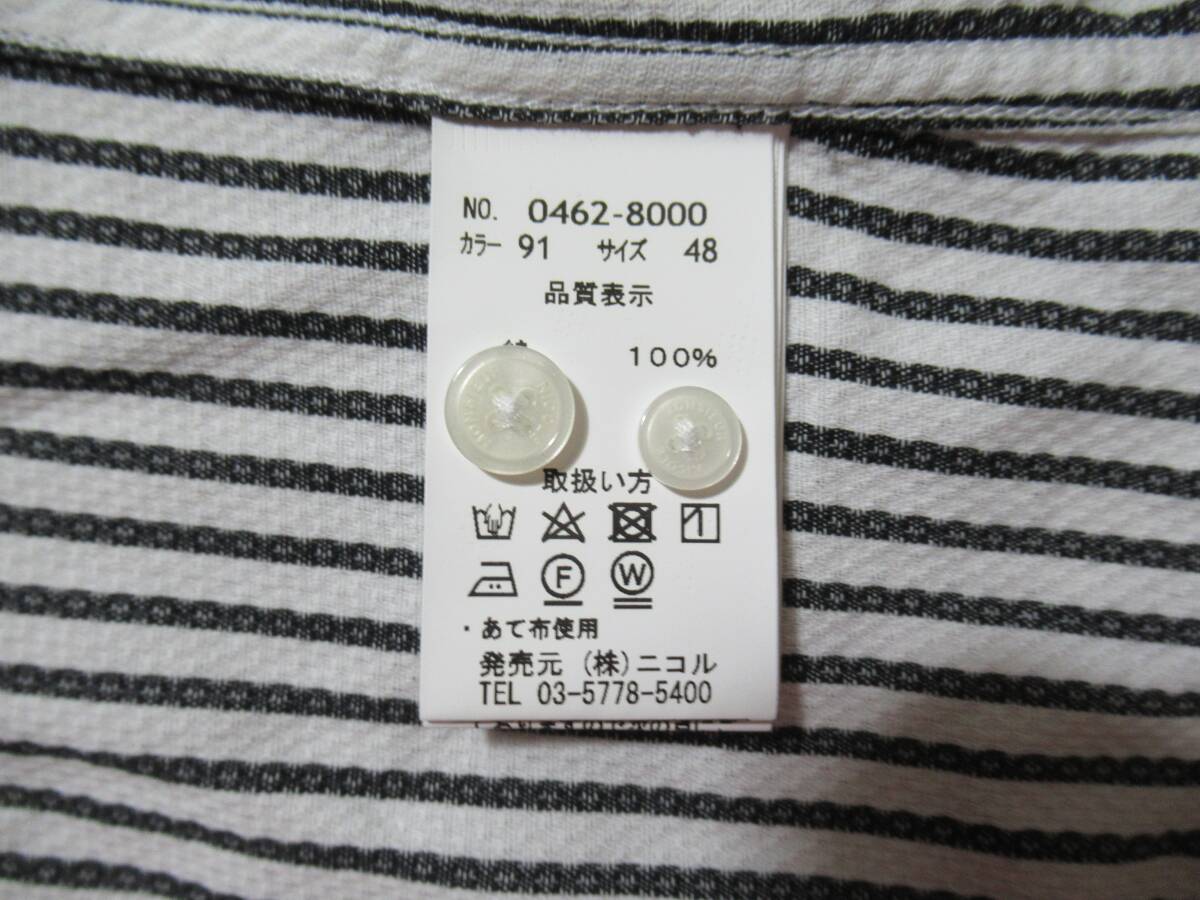 NO. 0462-8000
カラー 91 サイズ 48
品質表示
100%
取扱い方
F W
・あて布使用
発売元 (株)ニコル
TEL 03-5778-5400